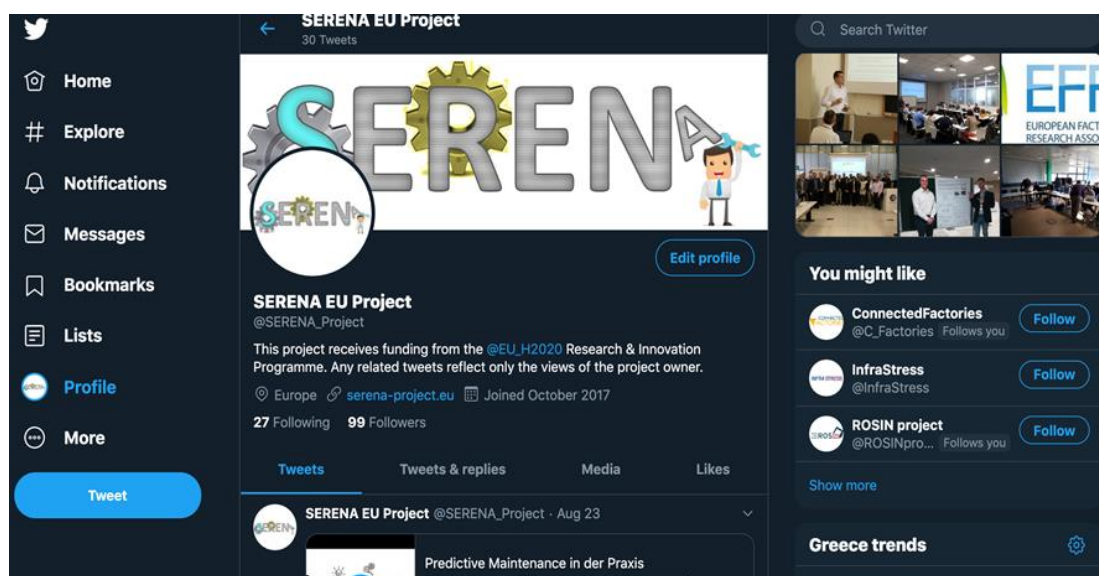 Home
Explore
Notifications
Messages
Bookmarks
Lists
Profile
More
Tweet
SERENA EU Project
30 Tweets
SERENA
SERENA
Edit profile
SERENA EU Project
@SERENA_Project
This project receives funding from the @EU_H2020 Research & Innovation
Programme. Any related tweets reflect only the views of the project owner.
Europe serena-project.eu Joined October 2017
27 Following 99 Followers
Tweets Tweets & replies Media Likes
SERENA EU Project @SERENA_Project · Aug 23
Predictive Maintenance in der Praxis
Search Twitter
EFF
EUROPEAN FACT
RESEARCH ASSO
You might like
ConnectedFactories
@C_Factories Follows you
Follow
InfraStress
@InfraStress
Follow
ROSIN project
@ROSINpro... Follows you
Follow
Show more
Greece trends